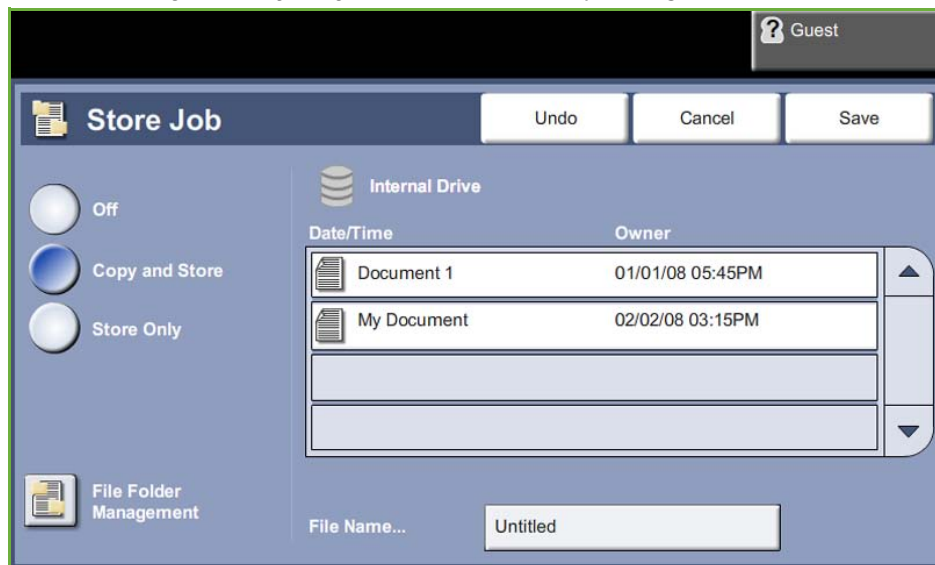 Guest
Store Job
Undo
Cancel
Save
Off
Copy and Store
Store Only
File Folder
Management
Internal Drive
Date/Time Owner
Document 1 01/01/08 05:45PM
My Document 02/02/08 03:15PM
File Name... Untitled